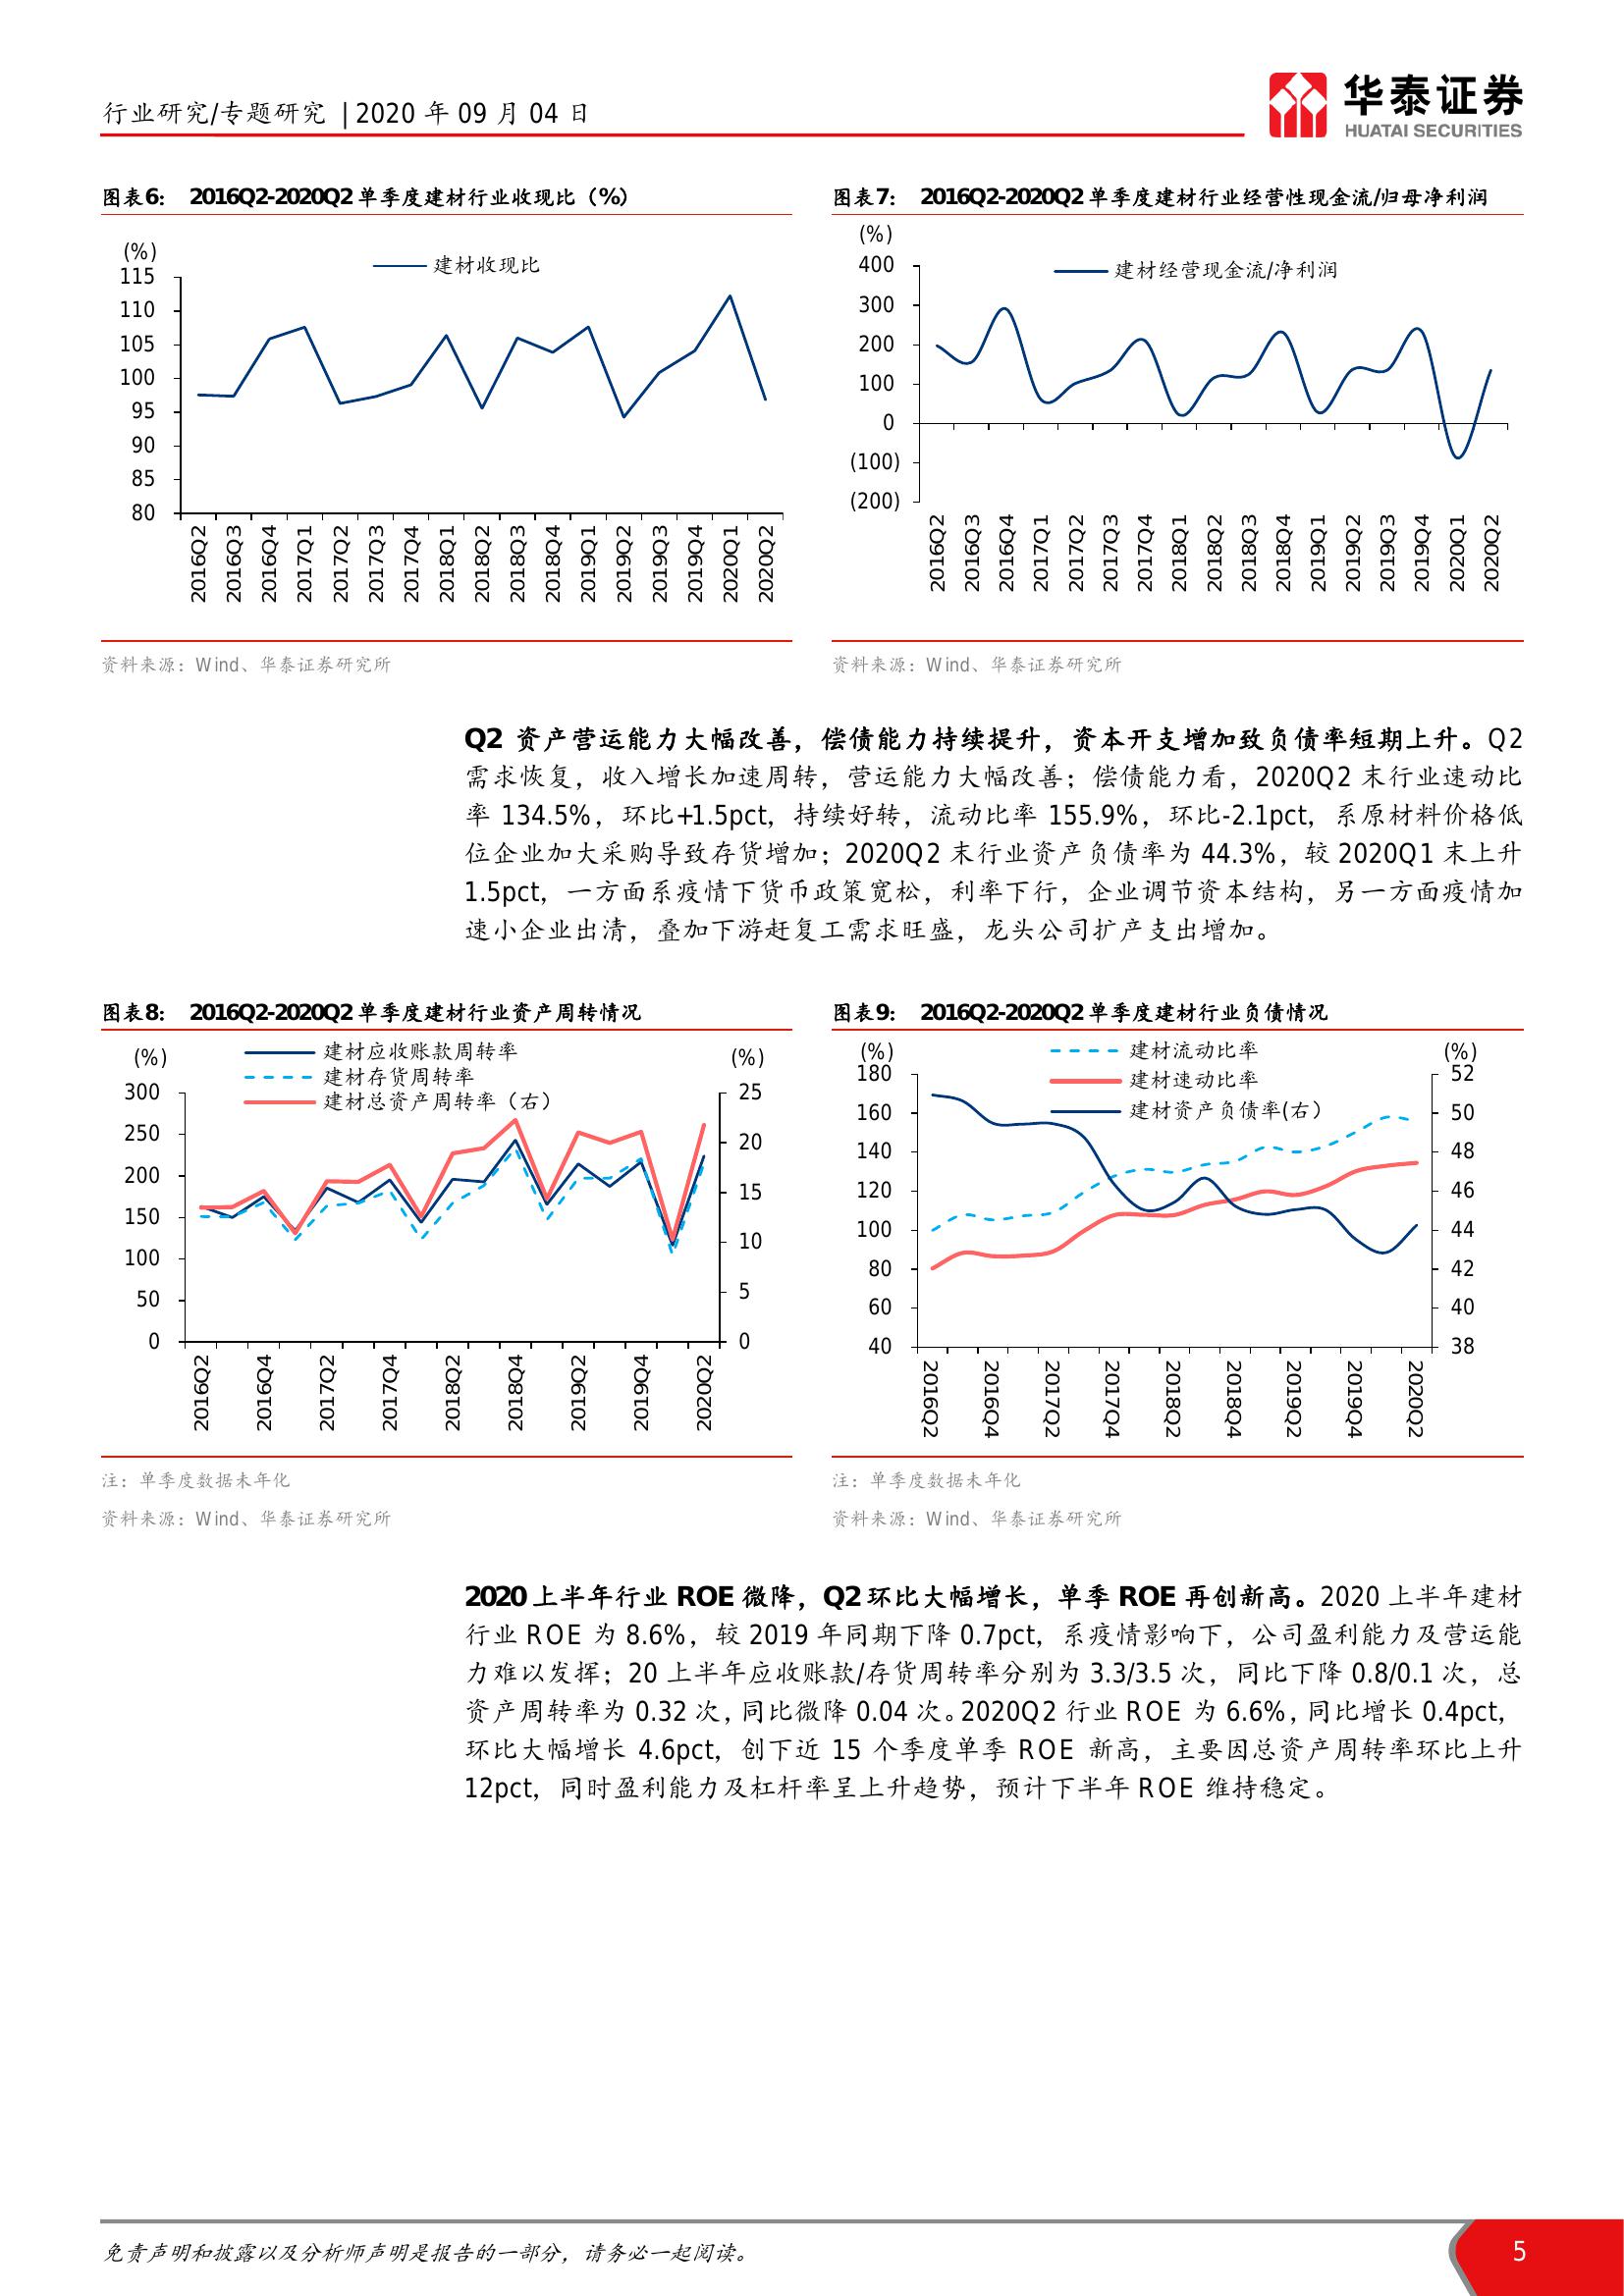 行业研究/专题研究 | 2020 年 09 月 04 日
华泰证券
HUATAI SECURITIES
图表6： 2016Q2-2020Q2 单季度建材行业收现比（%）
(%)
建材收现比
115
110
105
100
95
90
85
80
2016Q2
2016Q3
2016Q4
2017Q1
2017Q2
2017Q3
2017Q4
2018Q1
2018Q2
2018Q3
2018Q4
2019Q1
2019Q2
2019Q3
2019Q4
2020Q1
2020Q2
资料来源：Wind、华泰证券研究所
图表7： 2016Q2-2020Q2 单季度建材行业经营性现金流/归母净利润
(%)
建材经营现金流/净利润
400
300
200
100
0
(100)
(200)
2016Q2
2016Q3
2016Q4
2017Q1
2017Q2
2017Q3
2017Q4
2018Q1
2018Q2
2018Q3
2018Q4
2019Q1
2019Q2
2019Q3
2019Q4
2020Q1
2020Q2
资料来源：Wind、华泰证券研究所
Q2 资产营运能力大幅改善，偿债能力持续提升，资本开支增加致负债率短期上升。Q2
需求恢复，收入增长加速周转，营运能力大幅改善；偿债能力看，2020Q2 末行业速动比
率 134.5%，环比+1.5pct，持续好转，流动比率 155.9%，环比-2.1pct，系原材料价格低
位企业加大采购导致存货增加；2020Q2 末行业资产负债率为 44.3%，较 2020Q1 末上升
1.5pct，一方面系疫情下货币政策宽松，利率下行，企业调节资本结构，另一方面疫情加
速小企业出清，叠加下游赶复工需求旺盛，龙头公司扩产支出增加。
图表8： 2016Q2-2020Q2 单季度建材行业资产周转情况
(%)
建材应收账款周转率
建材存货周转率
建材总资产周转率（右）
(%)
300
250
200
150
100
50
0
25
20
15
10
5
0
2016Q2
2016Q4
2017Q2
2017Q4
2018Q2
2018Q4
2019Q2
2019Q4
2020Q2
注：单季度数据未年化
资料来源：Wind、华泰证券研究所
图表9： 2016Q2-2020Q2 单季度建材行业负债情况
(%)
建材流动比率
建材速动比率
建材资产负债率(右）
(%)
180
160
140
120
100
80
60
40
52
50
48
46
44
42
40
38
2016Q2
2016Q4
2017Q2
2017Q4
2018Q2
2018Q4
2019Q2
2019Q4
2020Q2
注：单季度数据未年化
资料来源：Wind、华泰证券研究所
2020 上半年行业 ROE 微降，Q2 环比大幅增长，单季 ROE 再创新高。2020 上半年建材
行业 ROE 为 8.6%，较 2019 年同期下降 0.7pct，系疫情影响下，公司盈利能力及营运能
力难以发挥；20 上半年应收账款/存货周转率分别为 3.3/3.5 次，同比下降 0.8/0.1 次，总
资产周转率为 0.32 次，同比微降 0.04 次。2020Q2 行业 ROE 为 6.6%，同比增长 0.4pct，
环比大幅增长 4.6pct，创下近 15 个季度单季 ROE 新高，主要因总资产周转率环比上升
12pct，同时盈利能力及杠杆率呈上升趋势，预计下半年 ROE 维持稳定。
免责声明和披露以及分析师声明是报告的一部分，请务必一起阅读。
5